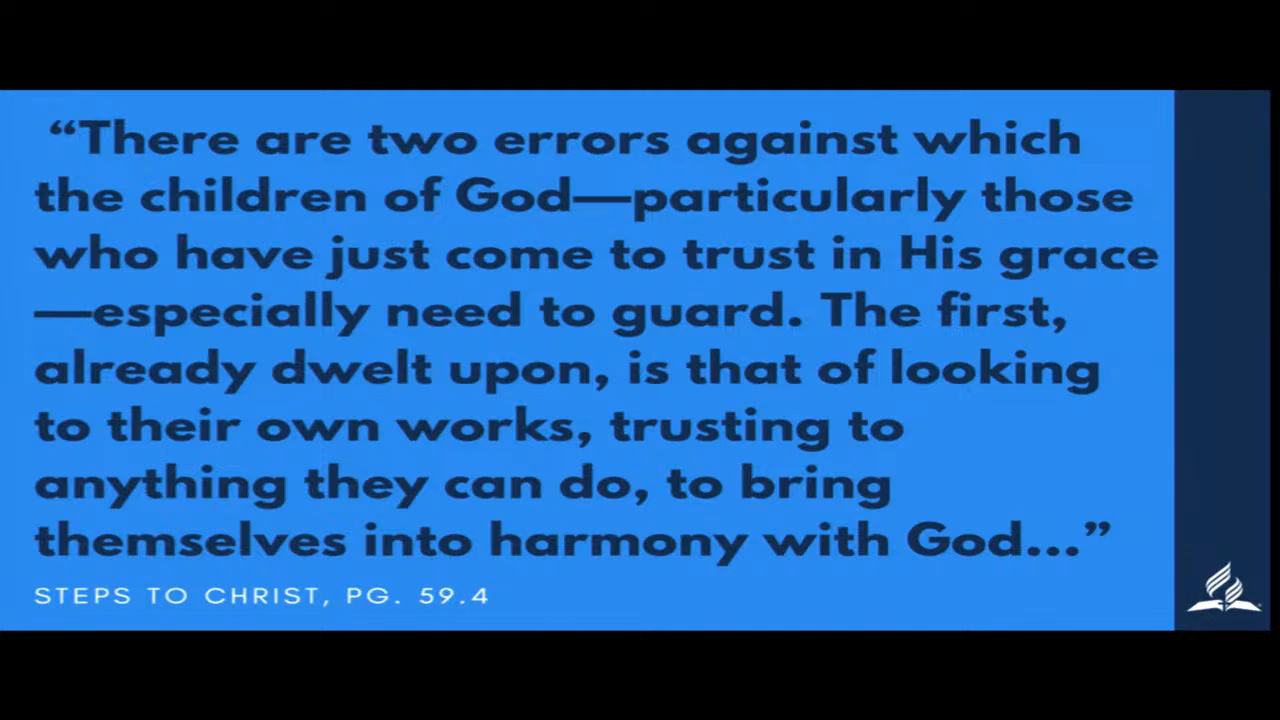 “There are two errors against which
the children of God—particularly those
who have just come to trust in His grace
—especially need to guard. The first,
already dwelt upon, is that of looking
to their own works, trusting to
anything they can do, to bring
themselves into harmony with God...”
STEPS TO CHRIST, PG. 59.4